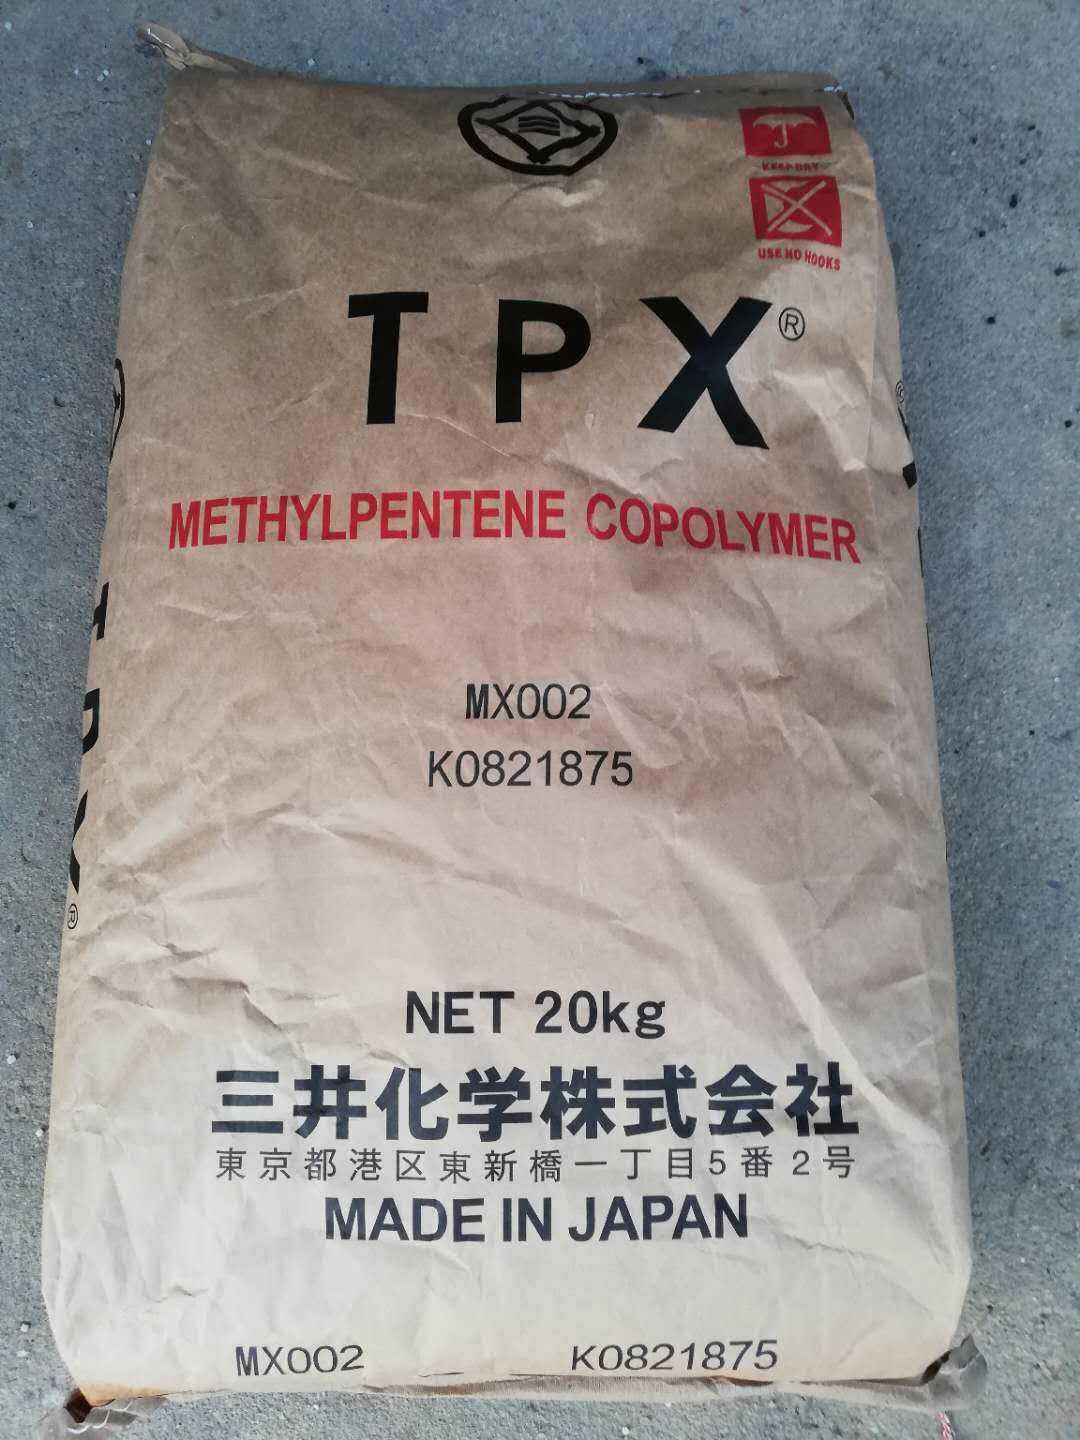 KEEP DRY
USE NO HOOKS
TPX®
METHYLPENTENE COPOLYMER
MX002
K0821875
NET 20kg
三井化学株式会社
東京都港区東新橋一丁目5番2号
MADE IN JAPAN
MX002 K0821875